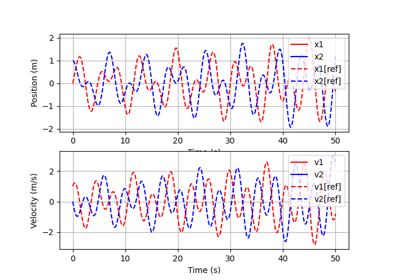 2
1
0
−1
−2
Position (m)
x1
x2
x1[ref]
x2[ref]
0
10
20
30
40
50
2
0
−2
Velocity (m/s)
v1
v2
v1[ref]
v2[ref]
0
10
20
30
40
50
Time (s)